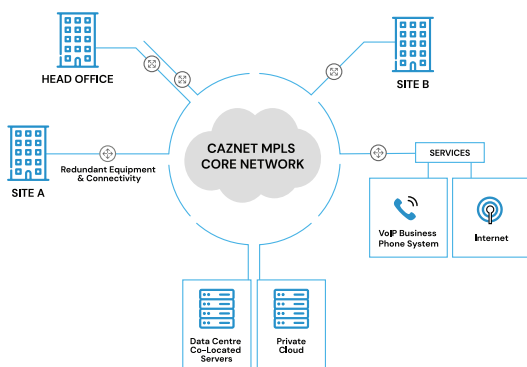 HEAD OFFICE
SITE B
CAZNET MPLS
CORE NETWORK
SERVICES
Redundant Equipment
& Connectivity
SITE A
VoIP Business
Phone System
Internet
Data Centre
Co-Located
Servers
Private
Cloud